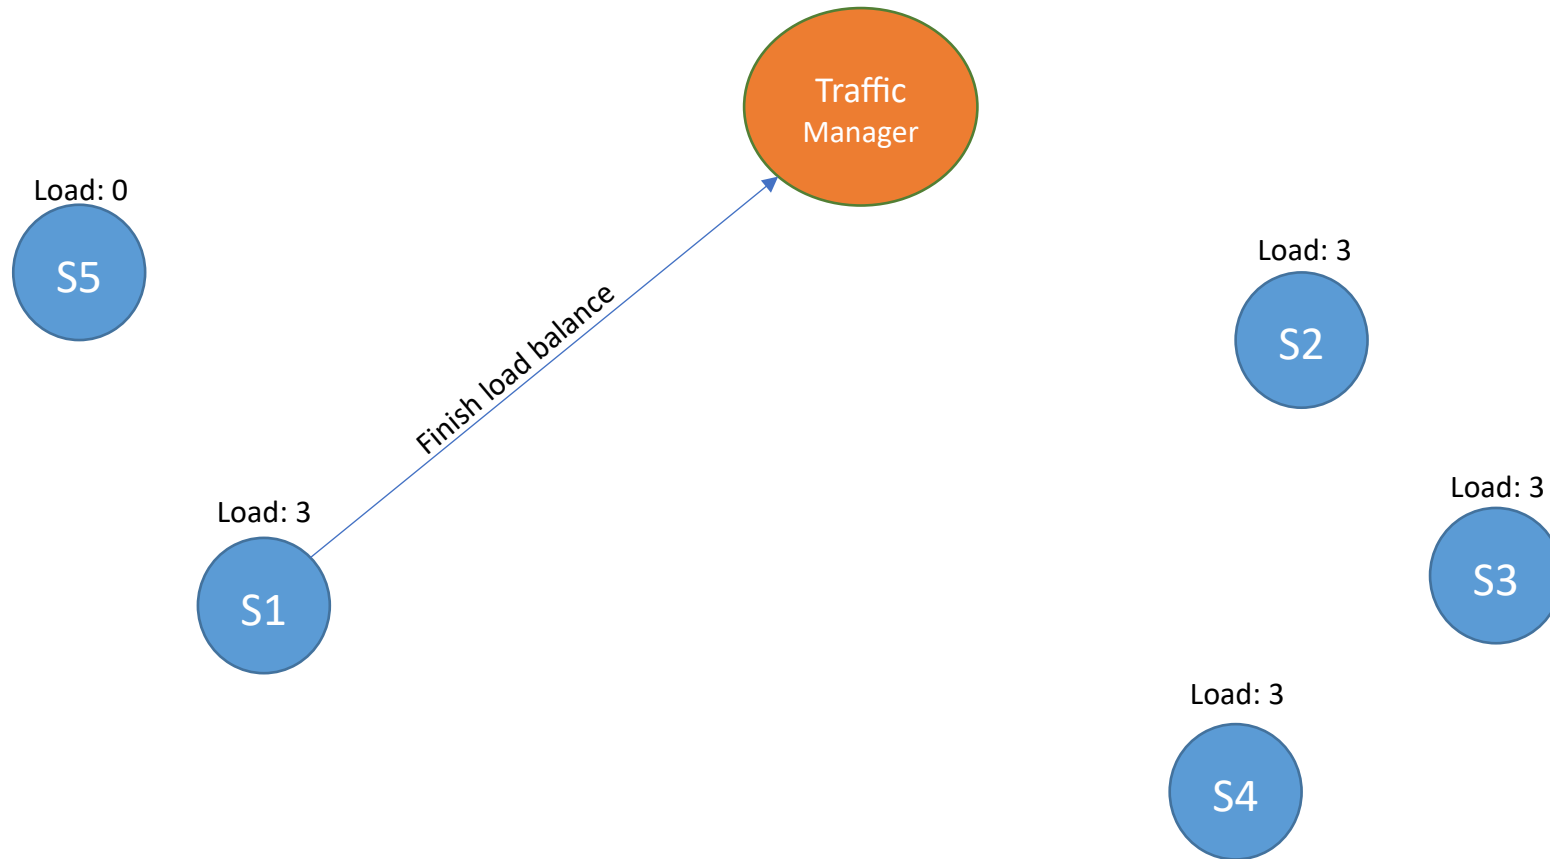 Traffic
Manager
Load: 0
S5
Load: 3
S2
Finish load balance
Load: 3
S3
Load: 3
S1
Load: 3
S4